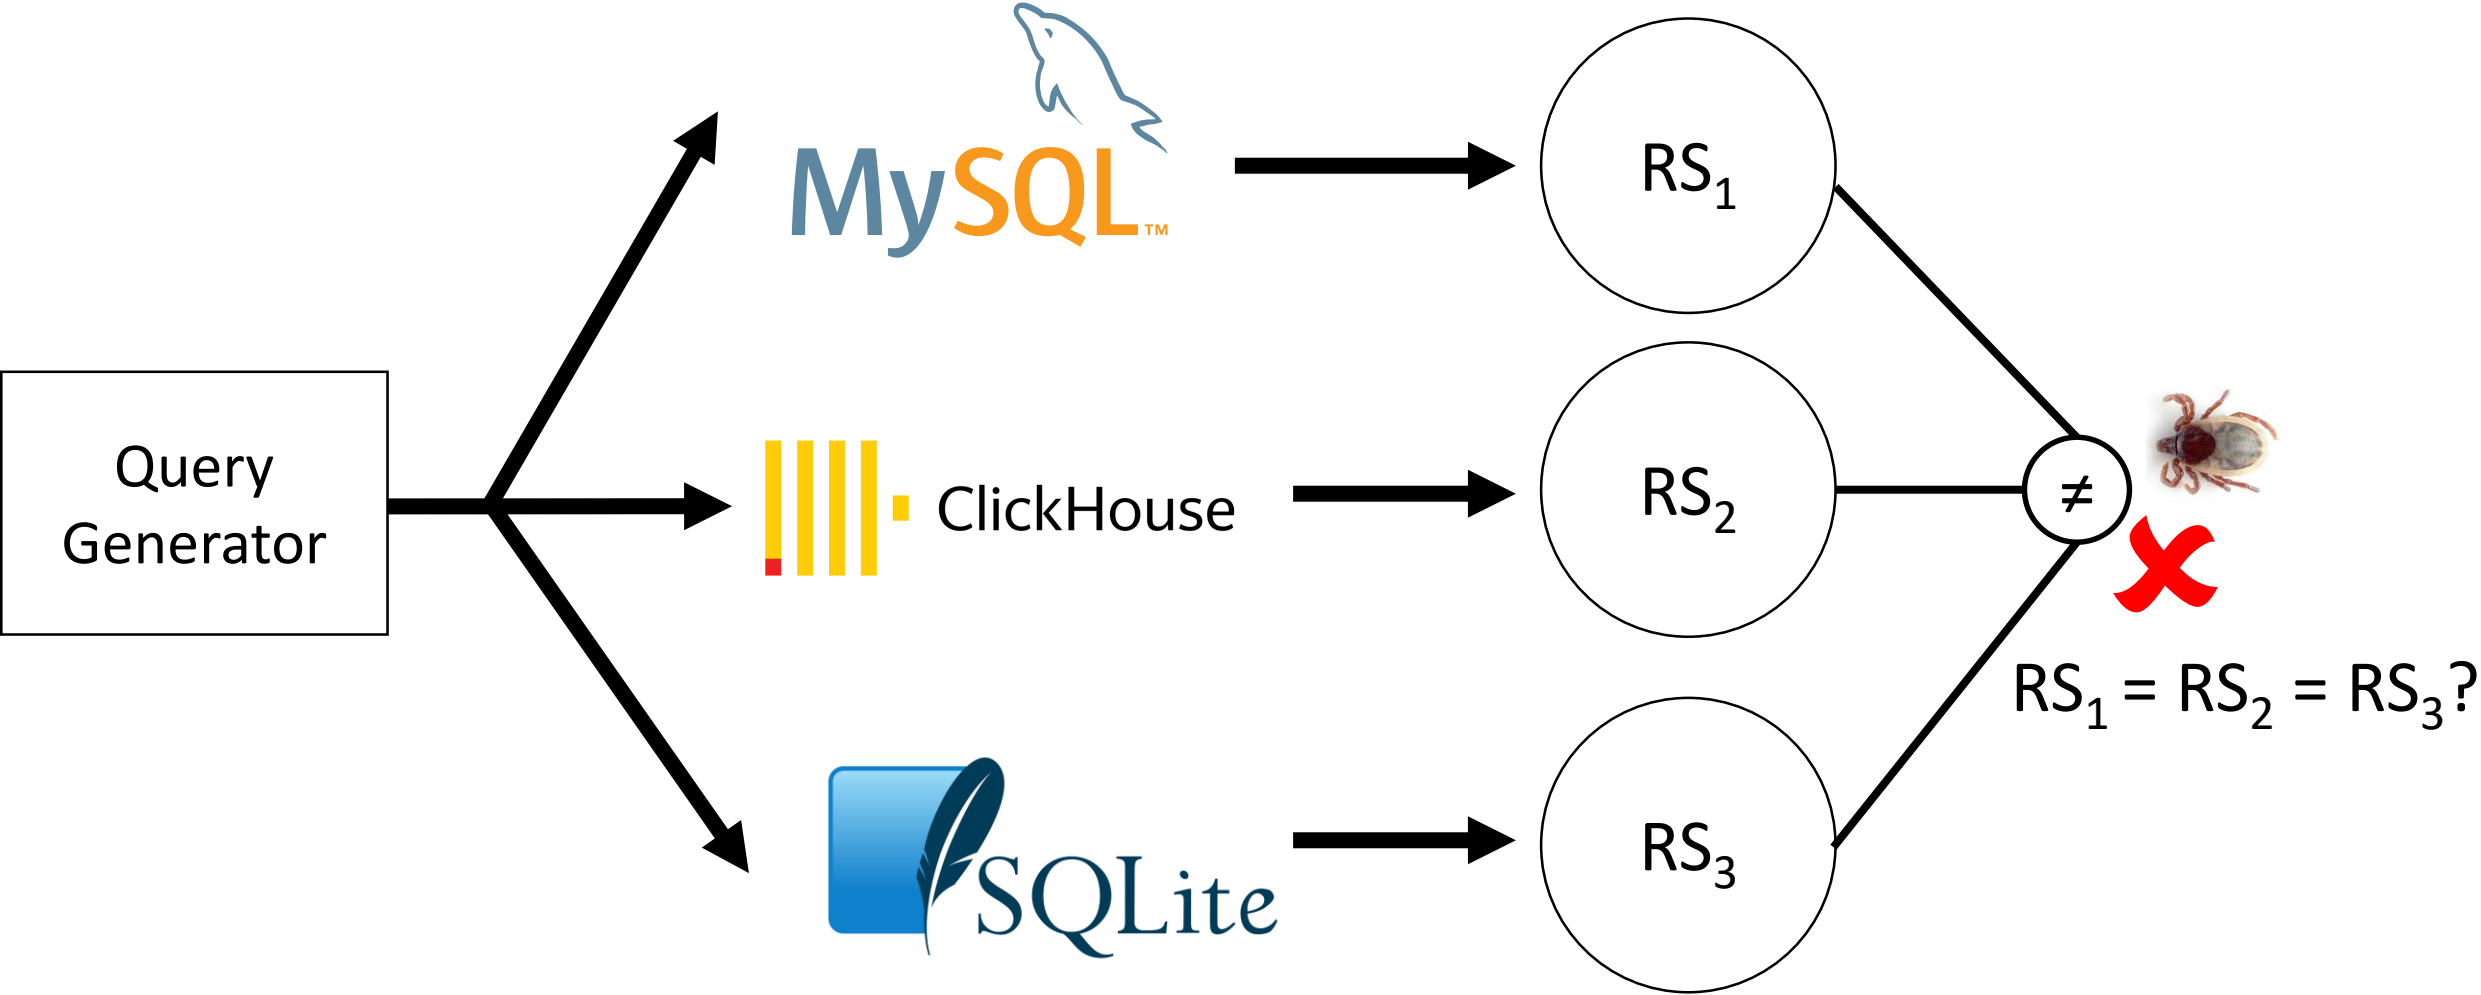 MySQL™
RS₁
Query
Generator
ClickHouse
RS₂
≠
RS₁ = RS₂ = RS₃?
SQLite
RS₃